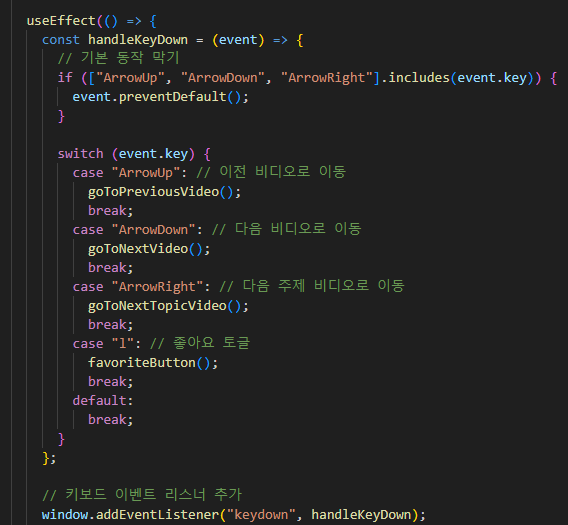 useEffect(() => {
const handleKeyDown = (event) => {
// 기본 동작 막기
if (["ArrowUp", "ArrowDown", "ArrowRight"].includes(event.key)) {
event.preventDefault();
}
switch (event.key) {
case "ArrowUp": // 이전 비디오로 이동
goToPreviousVideo();
break;
case "ArrowDown": // 다음 비디오로 이동
goToNextVideo();
break;
case "ArrowRight": // 다음 주제 비디오로 이동
goToNextTopicVideo();
break;
case "l": // 좋아요 토글
favoriteButton();
break;
default:
break;
}
};
// 키보드 이벤트 리스너 추가
window.addEventListener("keydown", handleKeyDown);